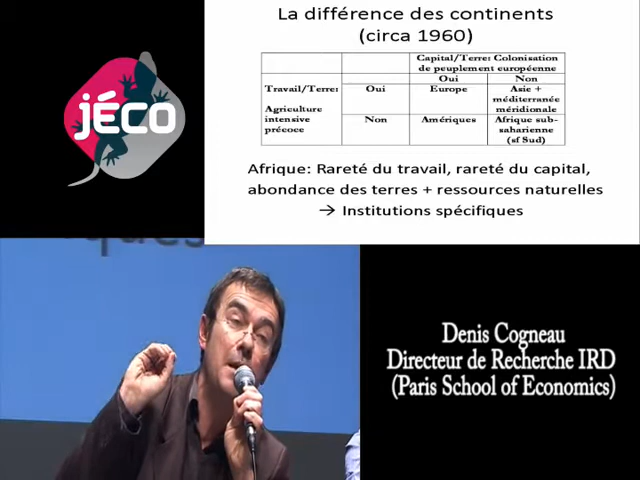 La différence des continents
(circa 1960)
Capital/Terre: Colonisation
de peuplement européenne
Oui Non
Travail/Terre: Oui Europe Asie +
méditerranée
méridionale
Agriculture
intensive
précoce
Non Amériques Afrique sub-
saharienne
(sf Sud)
Afrique: Rareté du travail, rareté du capital,
abondance des terres + ressources naturelles
→ Institutions spécifiques
jéco
Denis Cogneau
Directeur de Recherche IRD
(Paris School of Economics)